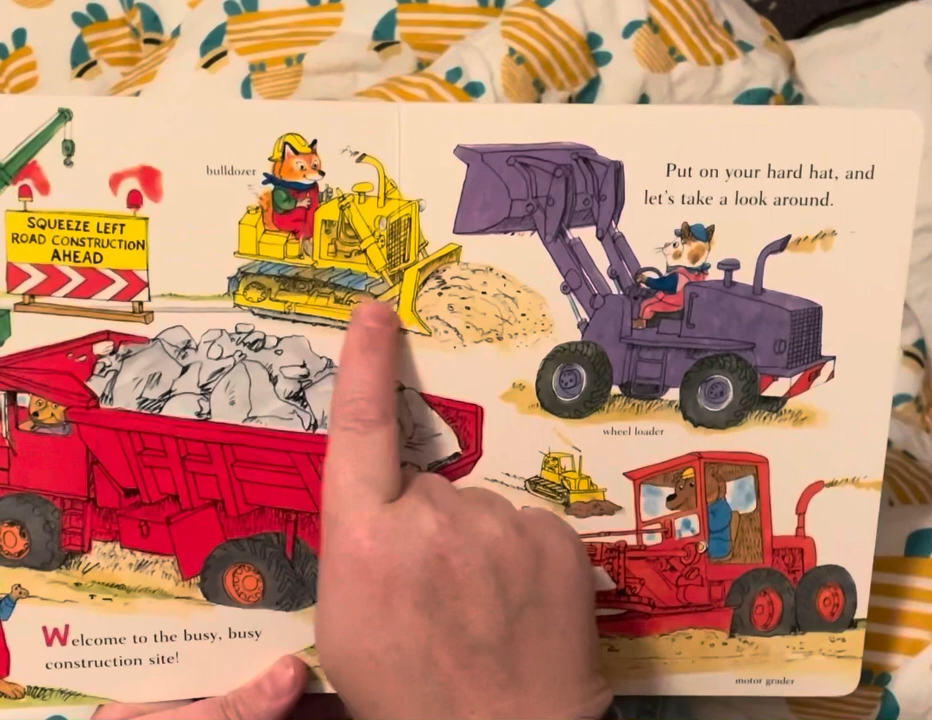 bulldozer
SQUEEZE LEFT
ROAD CONSTRUCTION
AHEAD
Welcome to the busy, busy
construction site!
Put on your hard hat, and
let's take a look around.
wheel loader
motor grader